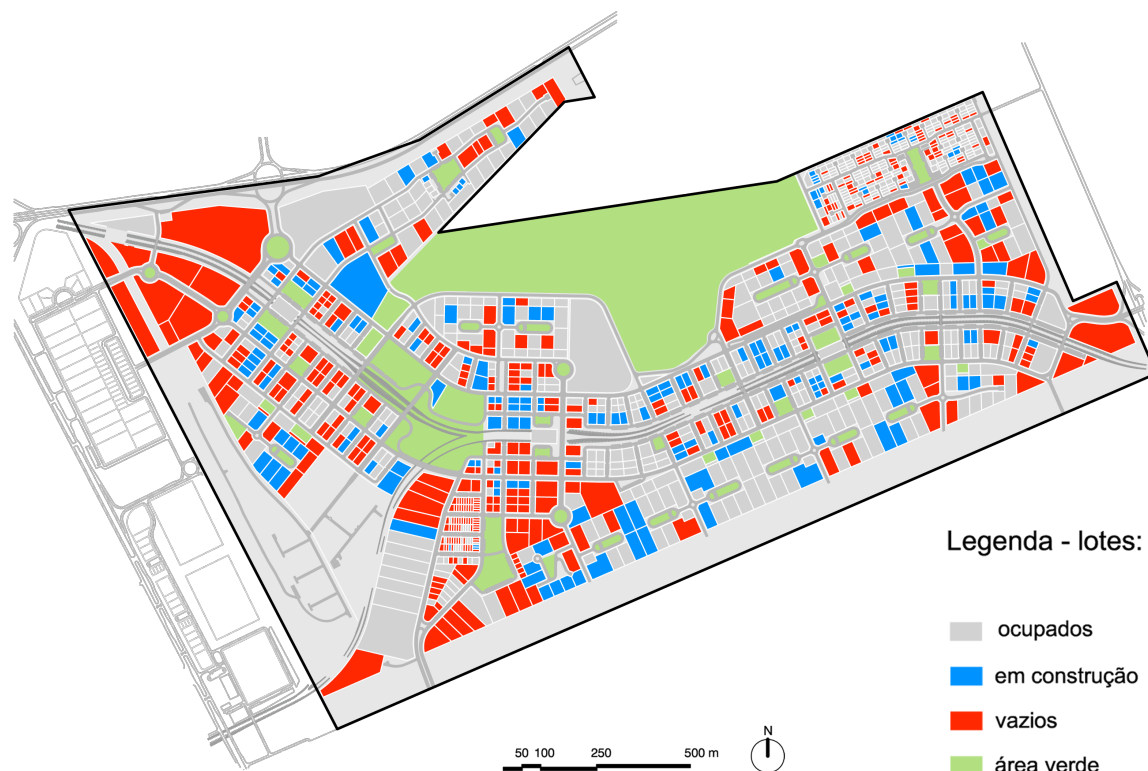 Legenda - lotes:
ocupados
em construção
vazios
área verde
50 100 250 500 m
N